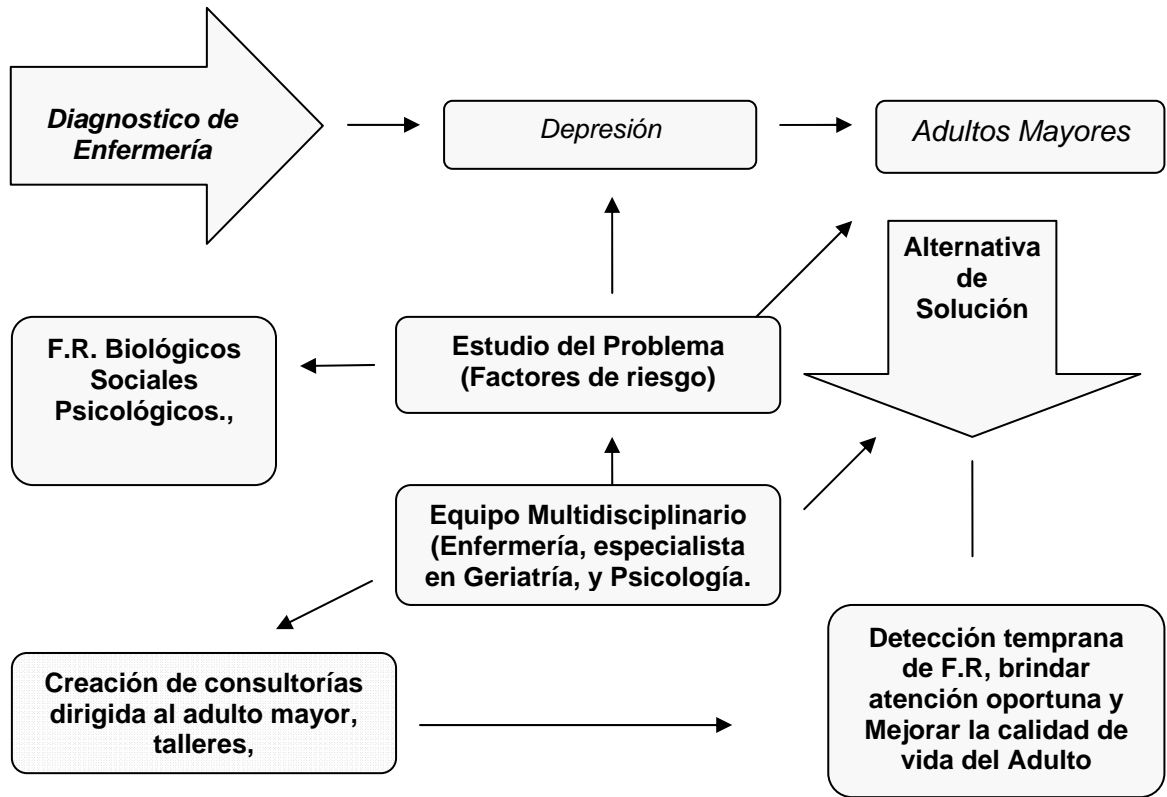 Diagnostico de
Enfermería
Depresión
Adultos Mayores
Alternativa
de
Solución
F.R. Biológicos
Sociales
Psicológicos.,
Estudio del Problema
(Factores de riesgo)
Equipo Multidisciplinario
(Enfermería, especialista
en Geriatría, y Psicología.
Creación de consultorías
dirigida al adulto mayor,
talleres,
Detección temprana
de F.R, brindar
atención oportuna y
Mejorar la calidad de
vida del Adulto